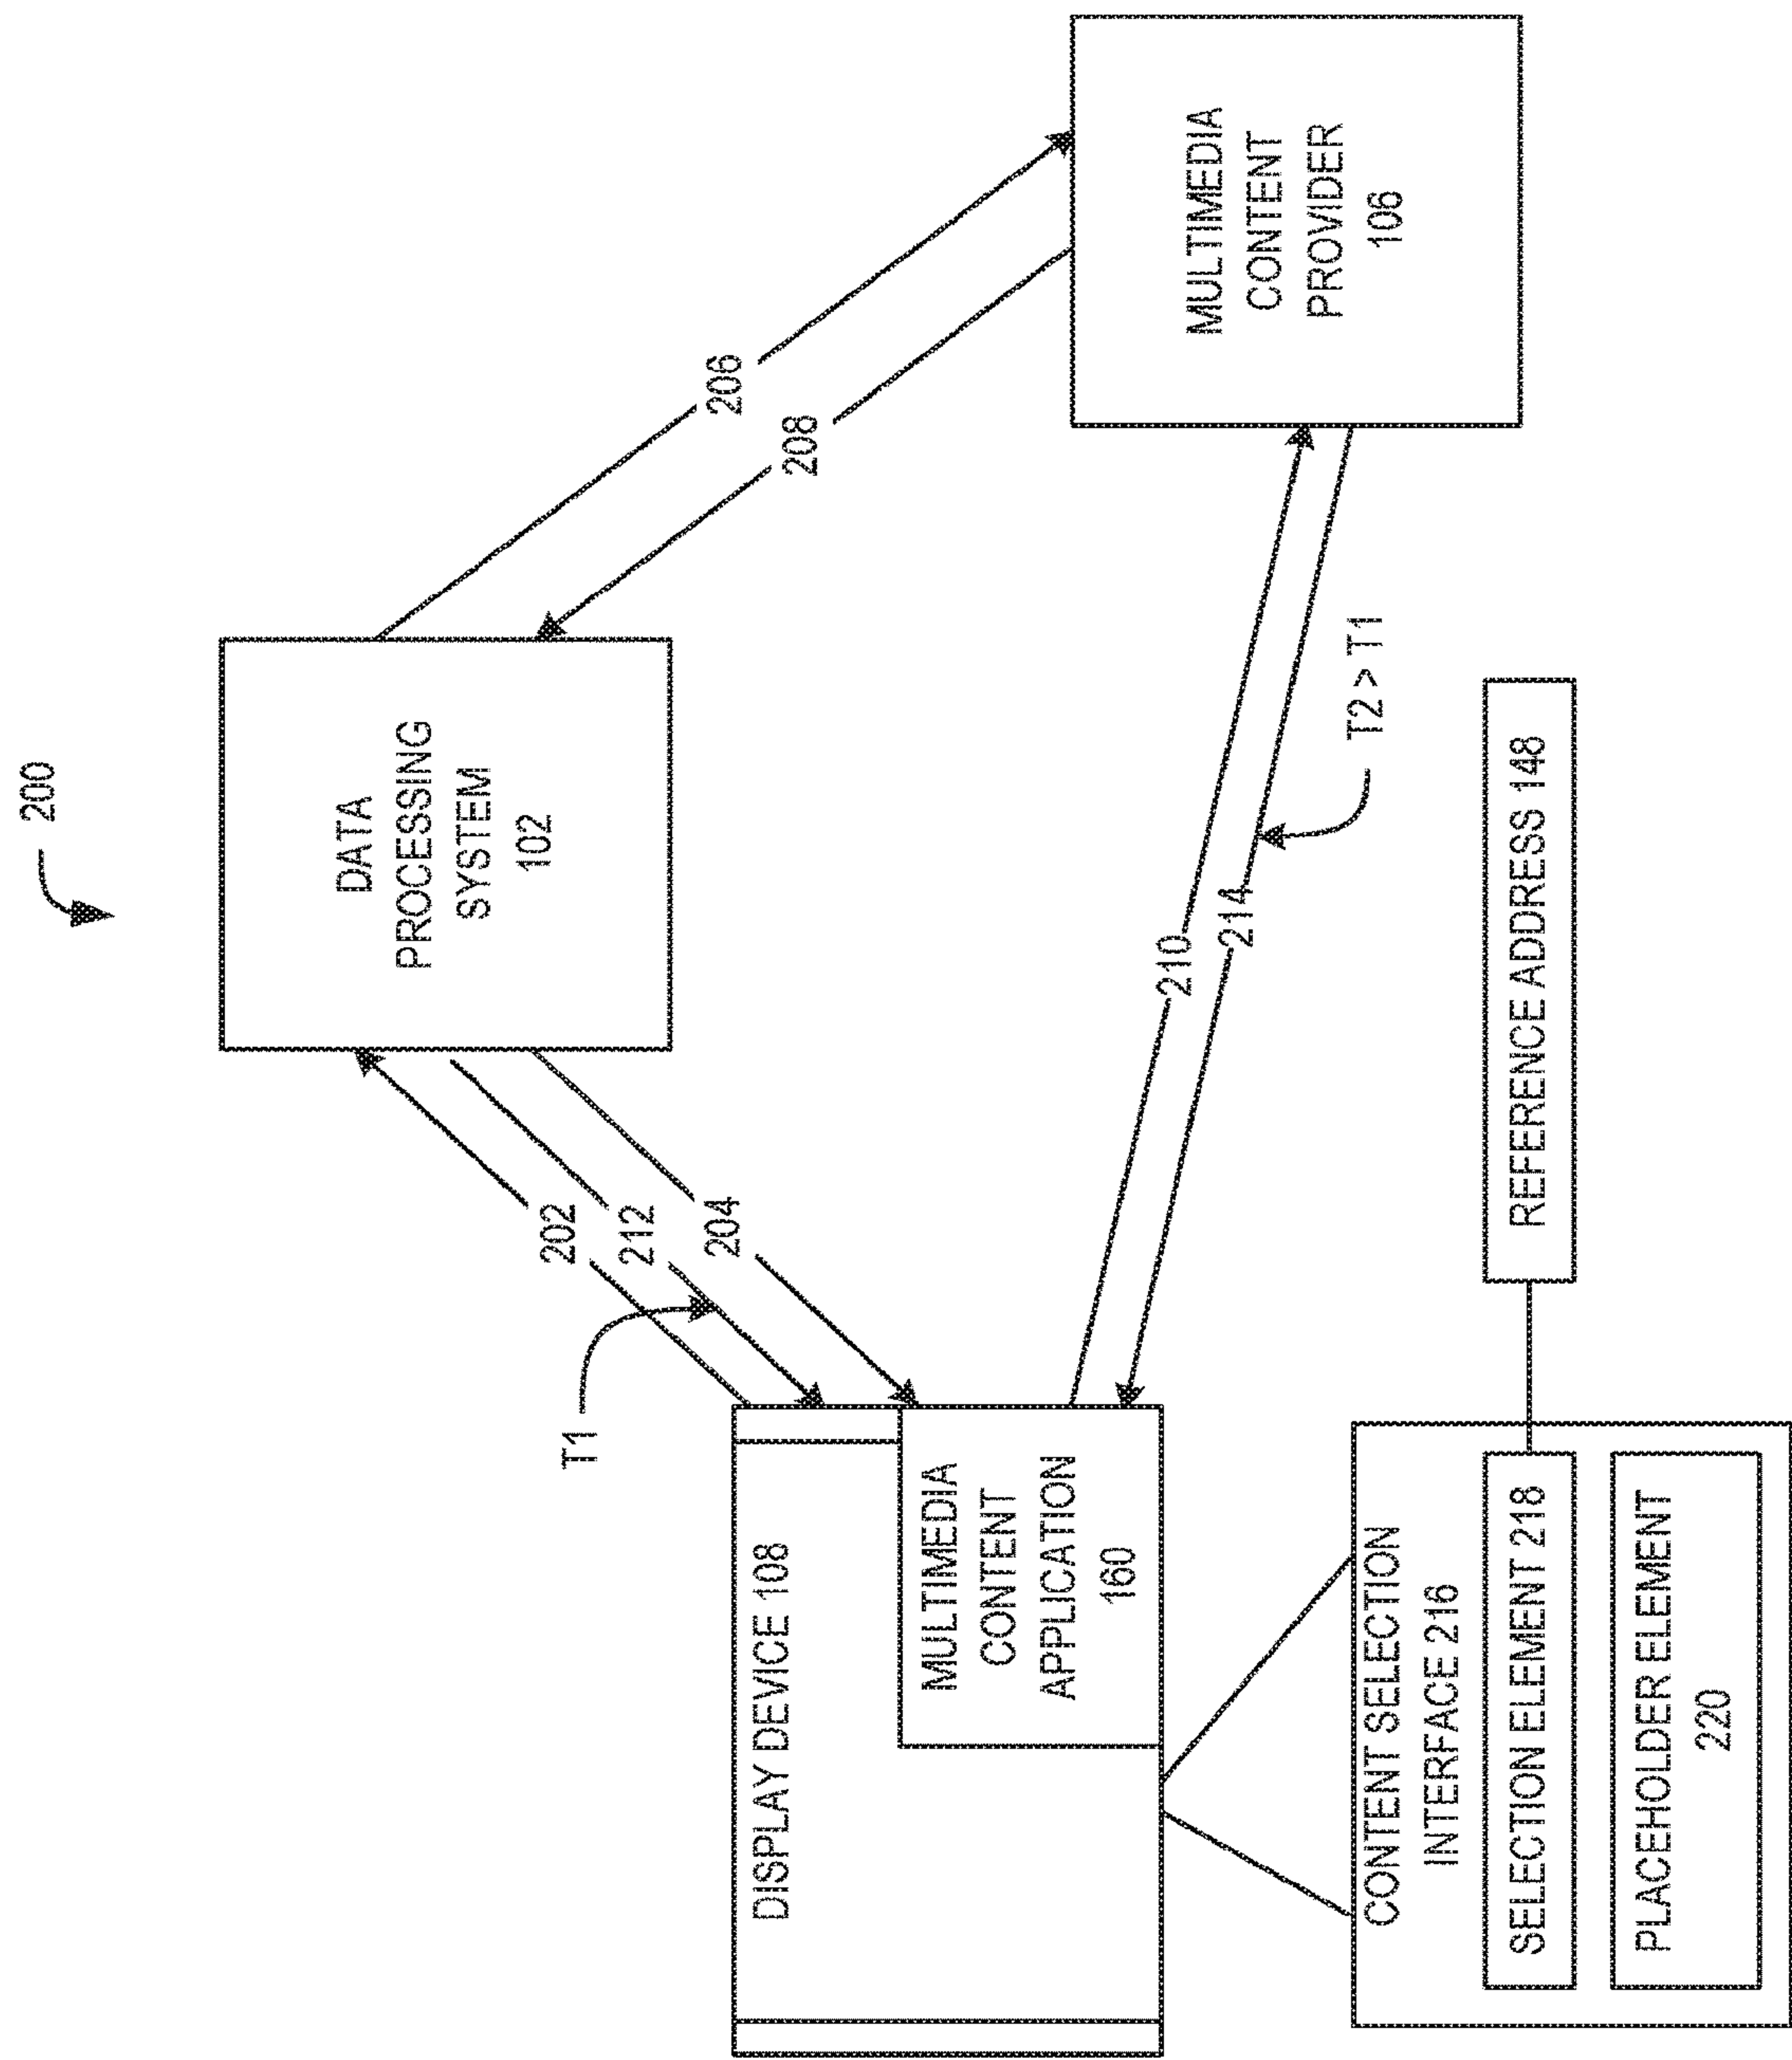 200
DATA
PROCESSING
SYSTEM
102
202
212
204
T1
206
208
DISPLAY DEVICE 108
MULTIMEDIA
CONTENT
APPLICATION
160
210
214
T2 > T1
MULTIMEDIA
CONTENT
PROVIDER
106
CONTENT SELECTION
INTERFACE 216
SELECTION ELEMENT 218
PLACEHOLDER ELEMENT
220
REFERENCE ADDRESS 148